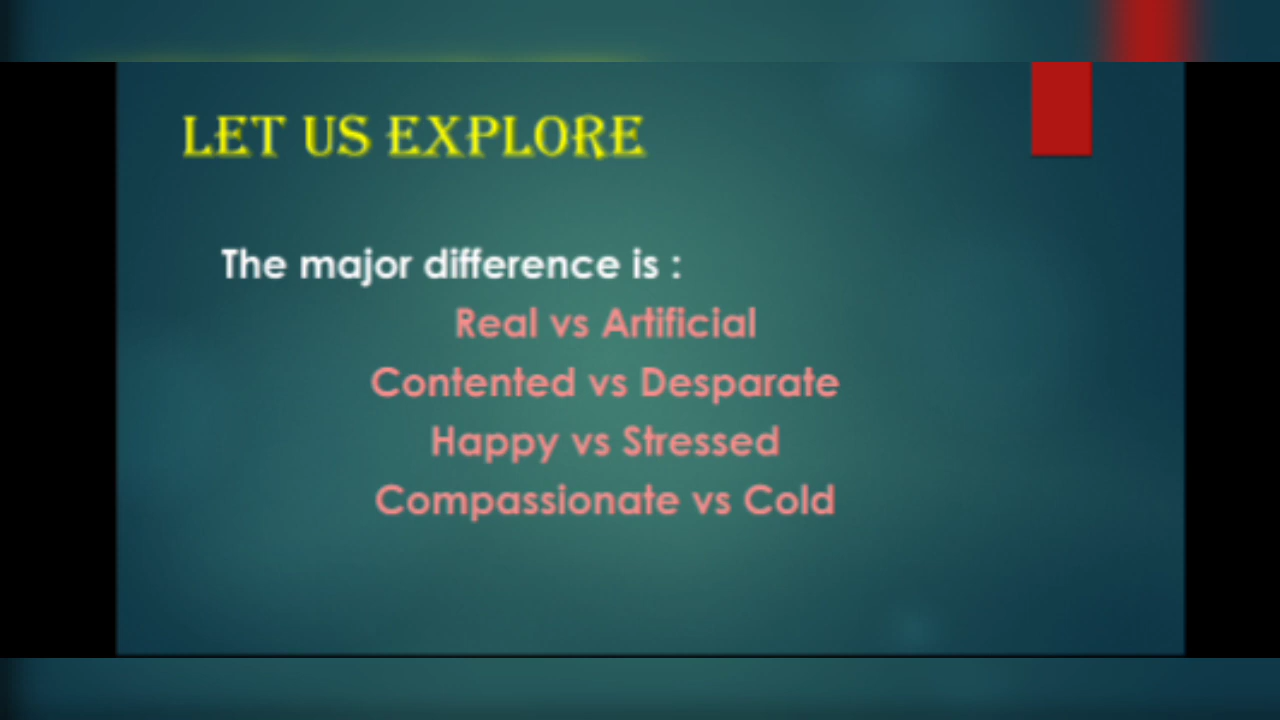 LET US EXPLORE
The major difference is :
Real vs Artificial
Contented vs Desparate
Happy vs Stressed
Compassionate vs Cold